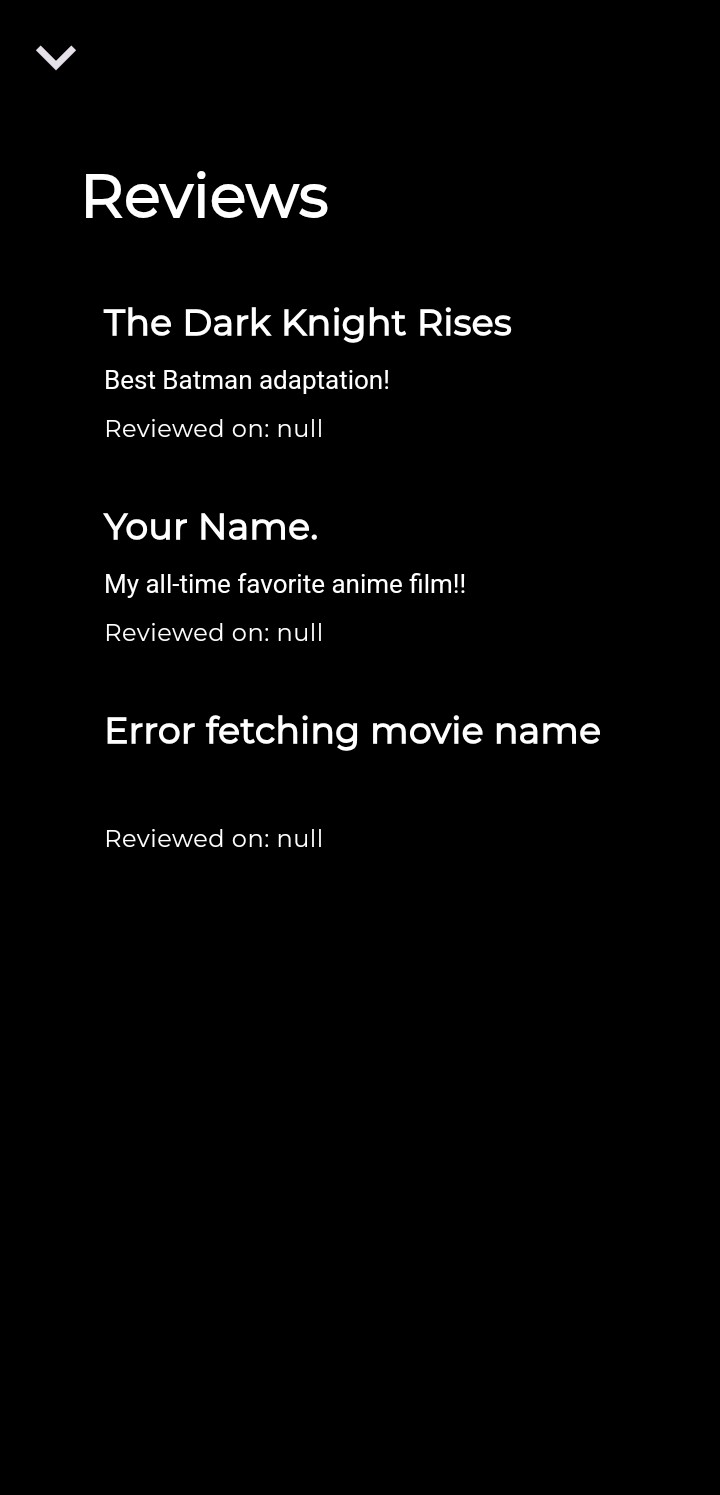 Reviews
The Dark Knight Rises
Best Batman adaptation!
Reviewed on: null
Your Name.
My all-time favorite anime film!!
Reviewed on: null
Error fetching movie name
Reviewed on: null